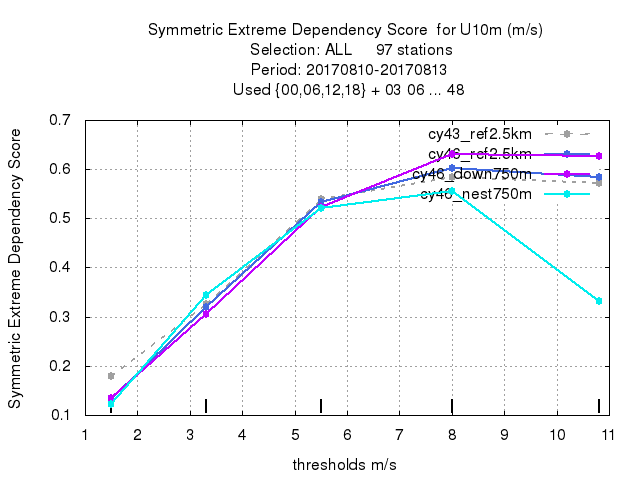 Symmetric Extreme Dependency Score for U10m (m/s)
Selection: ALL 97 stations
Period: 20170810-20170813
Used {00,06,12,18} + 03 06 ... 48
Symmetric Extreme Dependency Score
0.7
0.6
0.5
0.4
0.3
0.2
0.1
cy43_ref2.5km
cy46_ref2.5km
cy46_down750m
cy46_nest750m
1 2 3 4 5 6 7 8 9 10 11
thresholds m/s